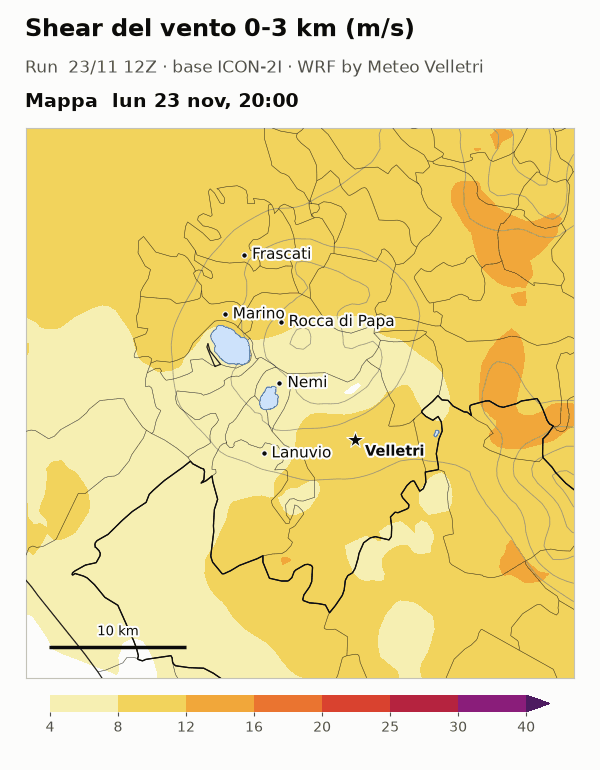 Shear del vento 0-3 km (m/s)
Run  23/11 12Z · base ICON-2I · WRF by Meteo Velletri
Mappa  lun 23 nov, 20:00
Frascati
Marino
Rocca di Papa
Nemi
Velletri
Lanuvio
10 km
4 8 12 16 20 25 30 40